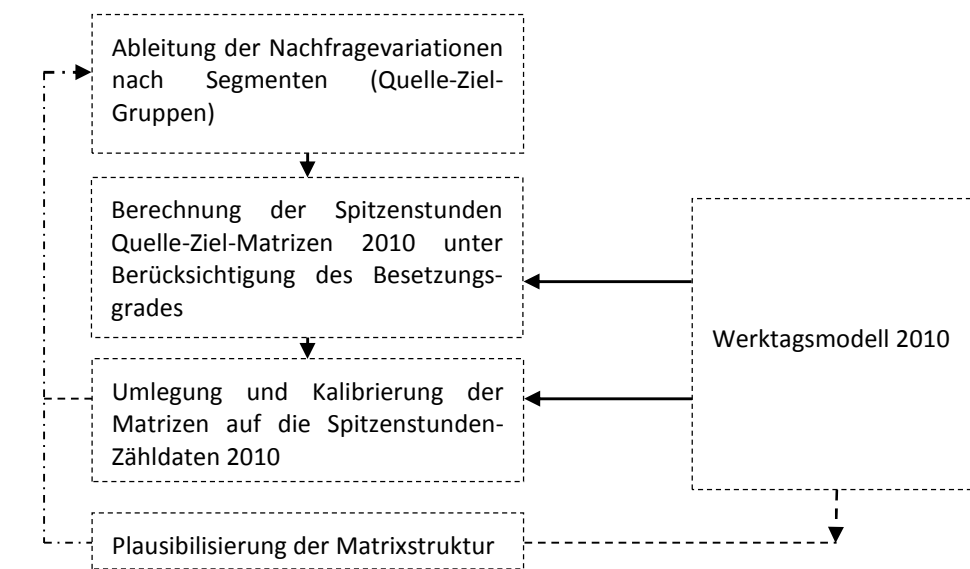 Ableitung der Nachfragevariationen
nach Segmenten (Quelle-Ziel-
Gruppen)
Berechnung der Spitzenstunden
Quelle-Ziel-Matrizen 2010 unter
Berücksichtigung des Besetzungs-
grades
Werktagsmodell 2010
Umlegung und Kalibrierung der
Matrizen auf die Spitzenstunden-
Zähldaten 2010
Plausibilisierung der Matrixstruktur